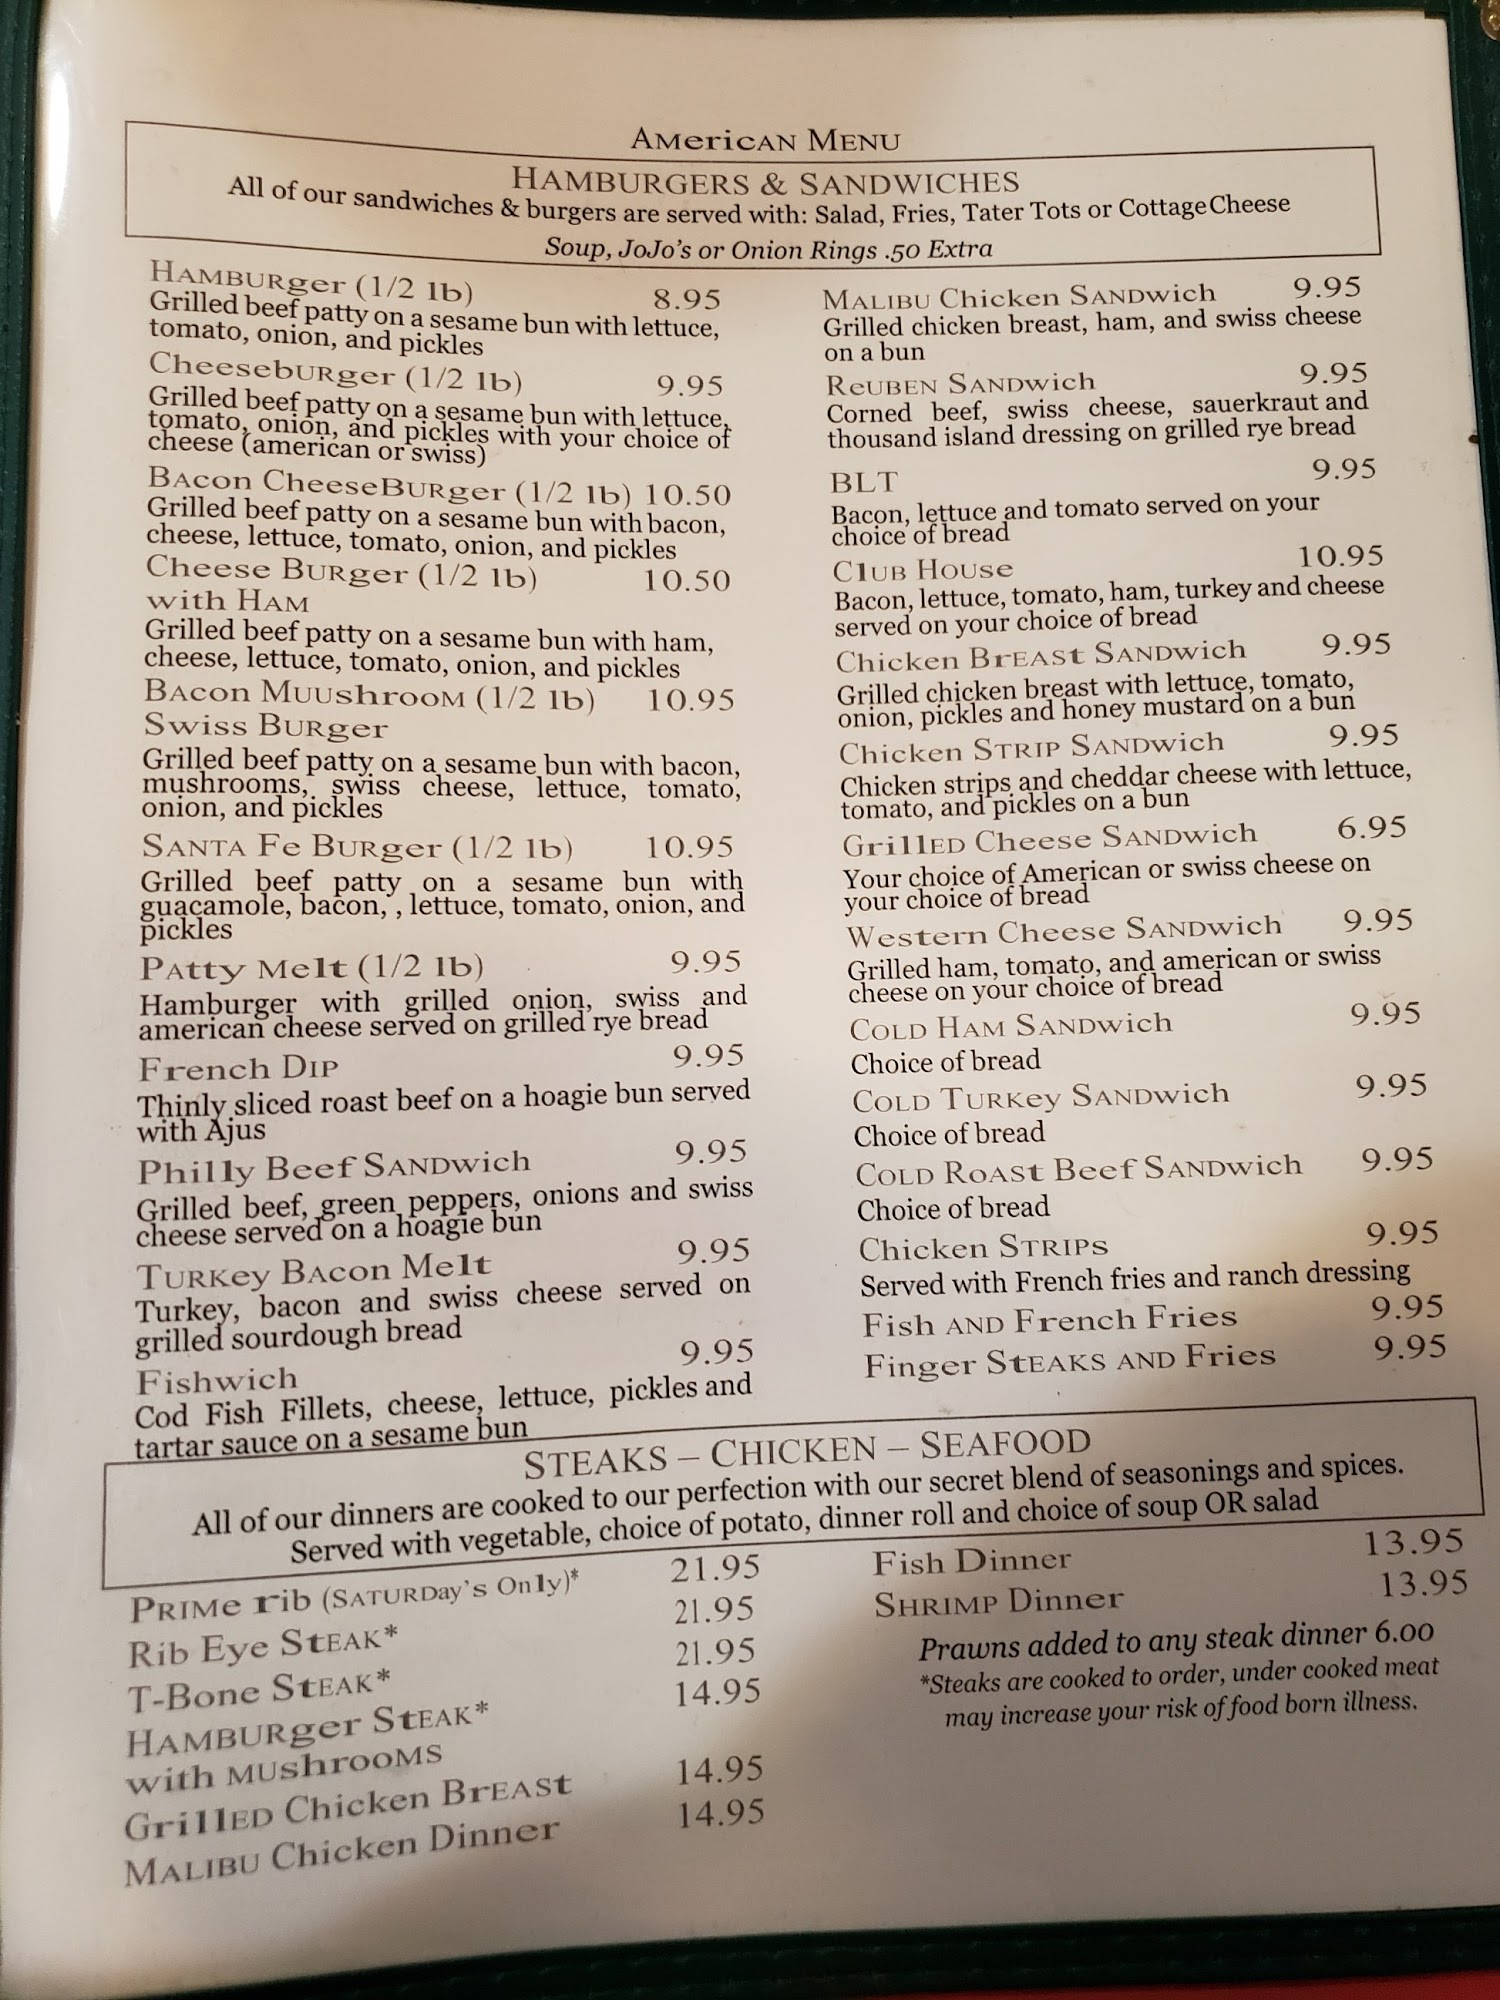 American Menu
Hamburgers & Sandwiches
All of our sandwiches & burgers are served with: Salad, Fries, Tater Tots or Cottage Cheese
Soup, JoJo's or Onion Rings .50 Extra
Hamburger (1/2 lb) 8.95
Grilled beef patty on a sesame bun with lettuce,
tomato, onion, and pickles
Cheeseburger (1/2 lb) 9.95
Grilled beef patty on a sesame bun with lettuce,
tomato, onion, and pickles with your choice of
cheese (american or swiss)
Bacon CheeseBurger (1/2 lb) 10.50
Grilled beef patty on a sesame bun with bacon,
cheese, lettuce, tomato, onion, and pickles
Cheese Burger (1/2 lb) 10.50
with Ham
Grilled beef patty on a sesame bun with ham,
cheese, lettuce, tomato, onion, and pickles
Bacon Muushroom (1/2 lb) 10.95
Swiss Burger
Grilled beef patty on a sesame bun with bacon,
mushrooms, swiss cheese, lettuce, tomato,
onion, and pickles
Santa Fe Burger (1/2 lb) 10.95
Grilled beef patty on a sesame bun with
guacamole, bacon, , lettuce, tomato, onion, and
pickles
Patty Melt (1/2 lb) 9.95
Hamburger with grilled onion, swiss and
american cheese served on grilled rye bread
French Dip 9.95
Thinly sliced roast beef on a hoagie bun served
with Ajus
Philly Beef Sandwich 9.95
Grilled beef, green peppers, onions and swiss
cheese served on a hoagie bun
Turkey Bacon Melt 9.95
Turkey, bacon and swiss cheese served on
grilled sourdough bread
Fishwich 9.95
Cod Fish Fillets, cheese, lettuce, pickles and
tartar sauce on a sesame bun
Malibu Chicken Sandwich 9.95
Grilled chicken breast, ham, and swiss cheese
on a bun
Reuben Sandwich 9.95
Corned beef, swiss cheese, sauerkraut and
thousand island dressing on grilled rye bread
BLT 9.95
Bacon, lettuce and tomato served on your
choice of bread
Club House 10.95
Bacon, lettuce, tomato, ham, turkey and cheese
served on your choice of bread
Chicken Breast Sandwich 9.95
Grilled chicken breast with lettuce, tomato,
onion, pickles and honey mustard on a bun
Chicken Strip Sandwich 9.95
Chicken strips and cheddar cheese with lettuce,
tomato, and pickles on a bun
Grilled Cheese Sandwich 6.95
Your choice of American or swiss cheese on
your choice of bread
Western Cheese Sandwich 9.95
Grilled ham, tomato, and american or swiss
cheese on your choice of bread
Cold Ham Sandwich 9.95
Choice of bread
Cold Turkey Sandwich 9.95
Choice of bread
Cold Roast Beef Sandwich 9.95
Choice of bread
Chicken Strips 9.95
Served with French fries and ranch dressing
Fish and French Fries 9.95
Finger Steaks and Fries 9.95
STEAKS – CHICKEN – SEAFOOD
All of our dinners are cooked to our perfection with our secret blend of seasonings and spices.
Served with vegetable, choice of potato, dinner roll and choice of soup OR salad
Prime rib (Saturday's Only)* 21.95
Rib Eye Steak* 21.95
T-Bone Steak* 21.95
Hamburger Steak* 14.95
with Mushrooms
Grilled Chicken Breast 14.95
Malibu Chicken Dinner 14.95
Fish Dinner 13.95
Shrimp Dinner 13.95
Prawns added to any steak dinner 6.00
*Steaks are cooked to order, under cooked meat
may increase your risk of food born illness.